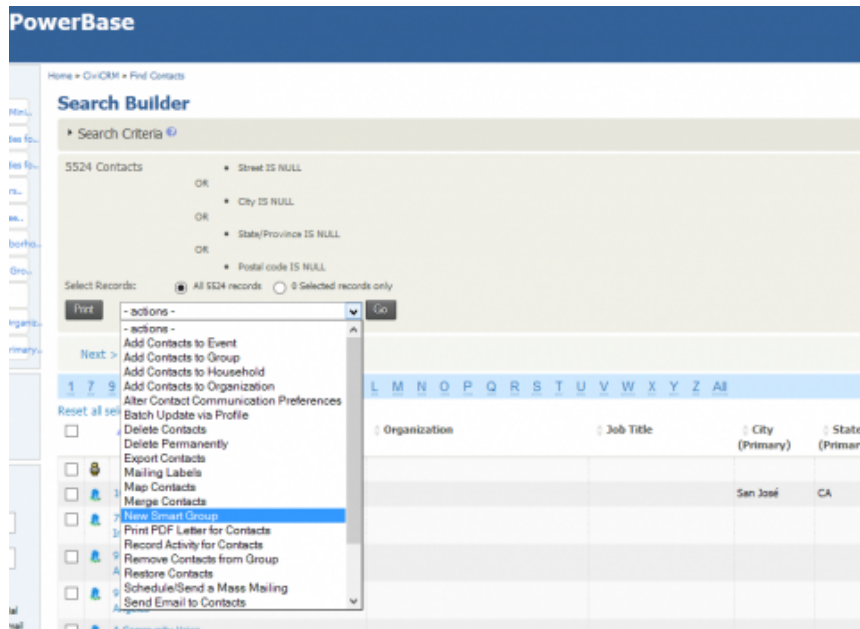 PowerBase
Home » CiviCRM » Find Contacts
Search Builder
Search Criteria
5524 Contacts
Street IS NULL
OR
City IS NULL
OR
State/Province IS NULL
OR
Postal code IS NULL
Select Records: All 5524 records 0 Selected records only
Print - actions - Go
- actions -
Add Contacts to Event
Add Contacts to Group
Add Contacts to Household
Add Contacts to Organization
Alter Contact Communication Preferences
Batch Update via Profile
Delete Contacts
Delete Permanently
Export Contacts
Mailing Labels
Map Contacts
Merge Contacts
New Smart Group
Print PDF Letter for Contacts
Record Activity for Contacts
Remove Contacts from Group
Restore Contacts
Schedule/Send a Mass Mailing
Send Email to Contacts
Next >
1 7 9 L M N O P Q R S T U V W X Y Z All
Reset all
Organization Job Title City (Primary) State
San José CA